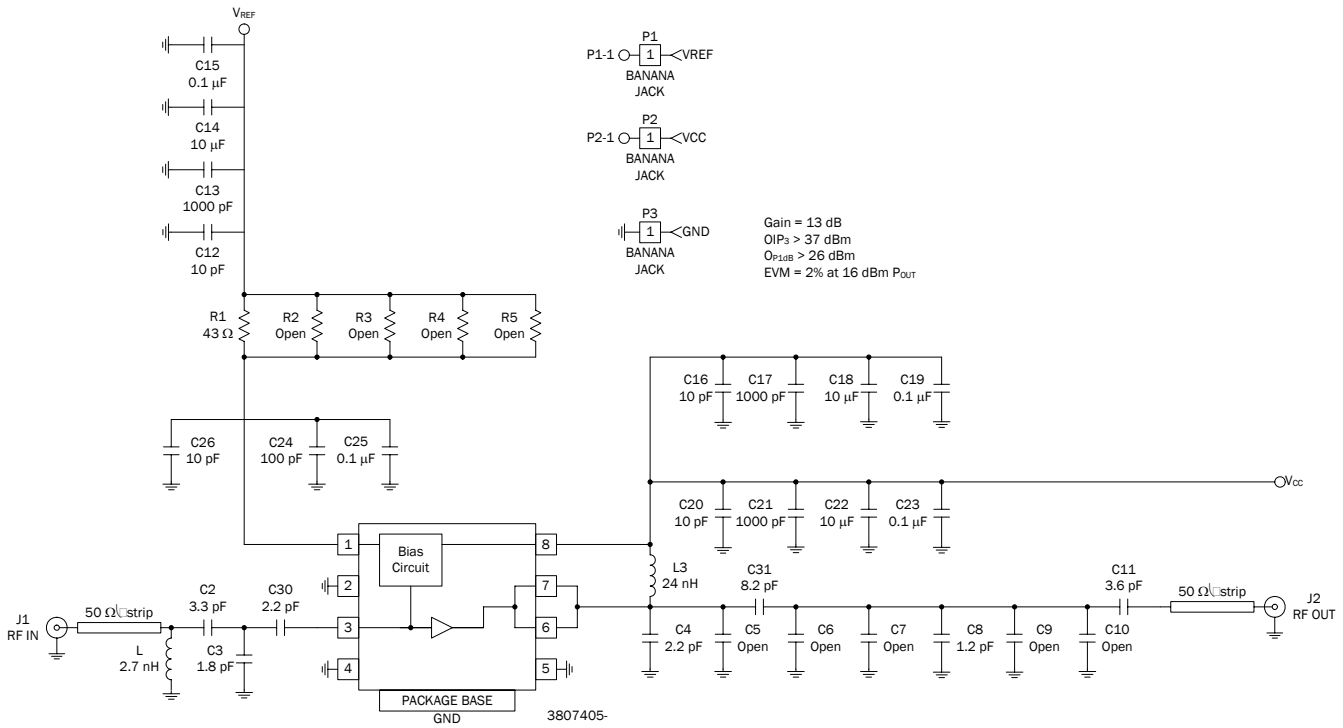 VREF
C15
0.1 µF
C14
10 µF
C13
1000 pF
C12
10 pF
P1
P1-1
1
VREF
BANANA
JACK
P2
P2-1
1
VCC
BANANA
JACK
P3
1
GND
BANANA
JACK
Gain = 13 dB
OIP3 > 37 dBm
OP1dB > 26 dBm
EVM = 2% at 16 dBm POUT
R1
43 Ω
R2
Open
R3
Open
R4
Open
R5
Open
C16
10 pF
C17
1000 pF
C18
10 µF
C19
0.1 µF
C26
10 pF
C24
100 pF
C25
0.1 µF
VCC
C20
10 pF
C21
1000 pF
C22
10 µF
C23
0.1 µF
1
Bias
Circuit
8
2
7
3
6
4
5
L3
24 nH
C31
8.2 pF
C11
3.6 pF
J1
RF IN
50 Ω\□strip
C2
3.3 pF
C30
2.2 pF
L
2.7 nH
C3
1.8 pF
C4
2.2 pF
C5
Open
C6
Open
C7
Open
C8
1.2 pF
C9
Open
C10
Open
50 Ω\□strip
J2
RF OUT
PACKAGE BASE
GND
3807405-